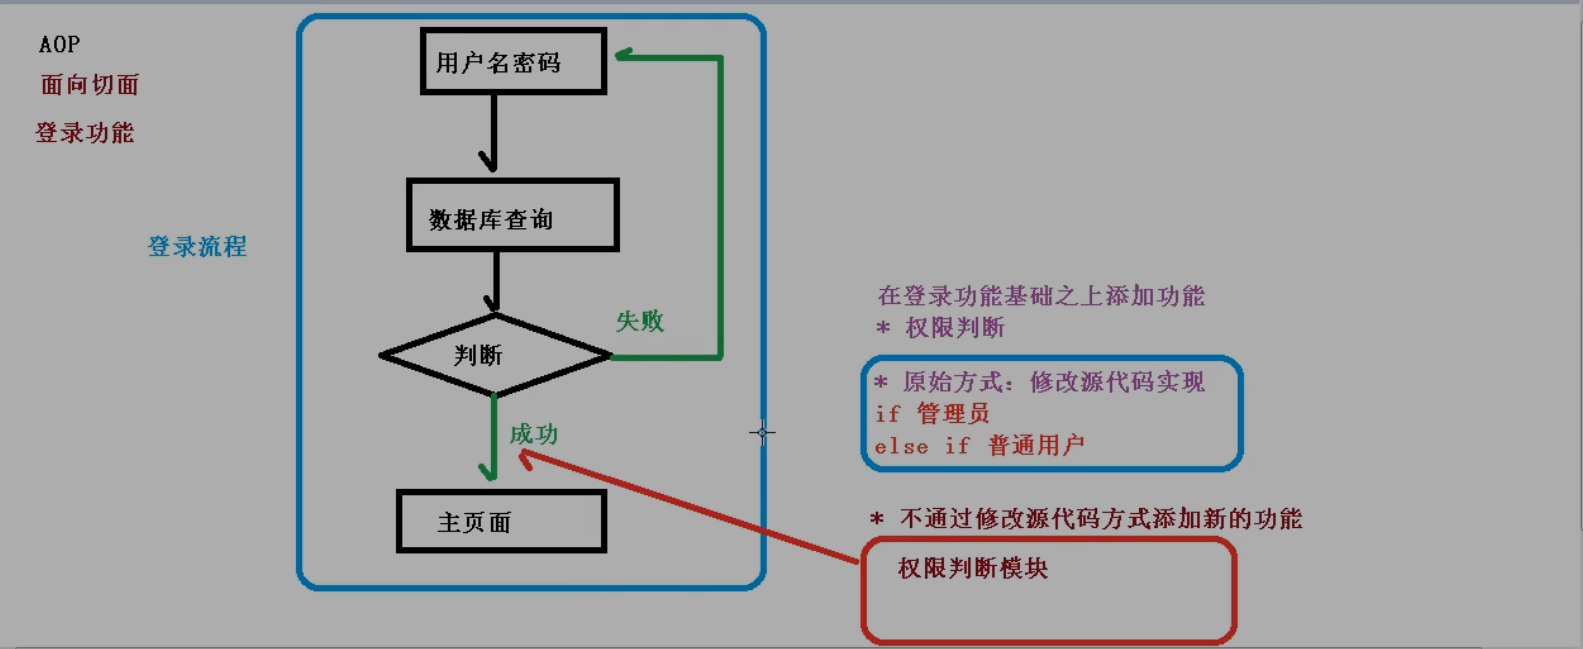 AOP
面向切面
登录功能
登录流程
用户名密码
数据库查询
判断
失败
成功
主页面
在登录功能基础之上添加功能
* 权限判断
* 原始方式：修改源代码实现
if 管理员
else if 普通用户
* 不通过修改源代码方式添加新的功能
权限判断模块